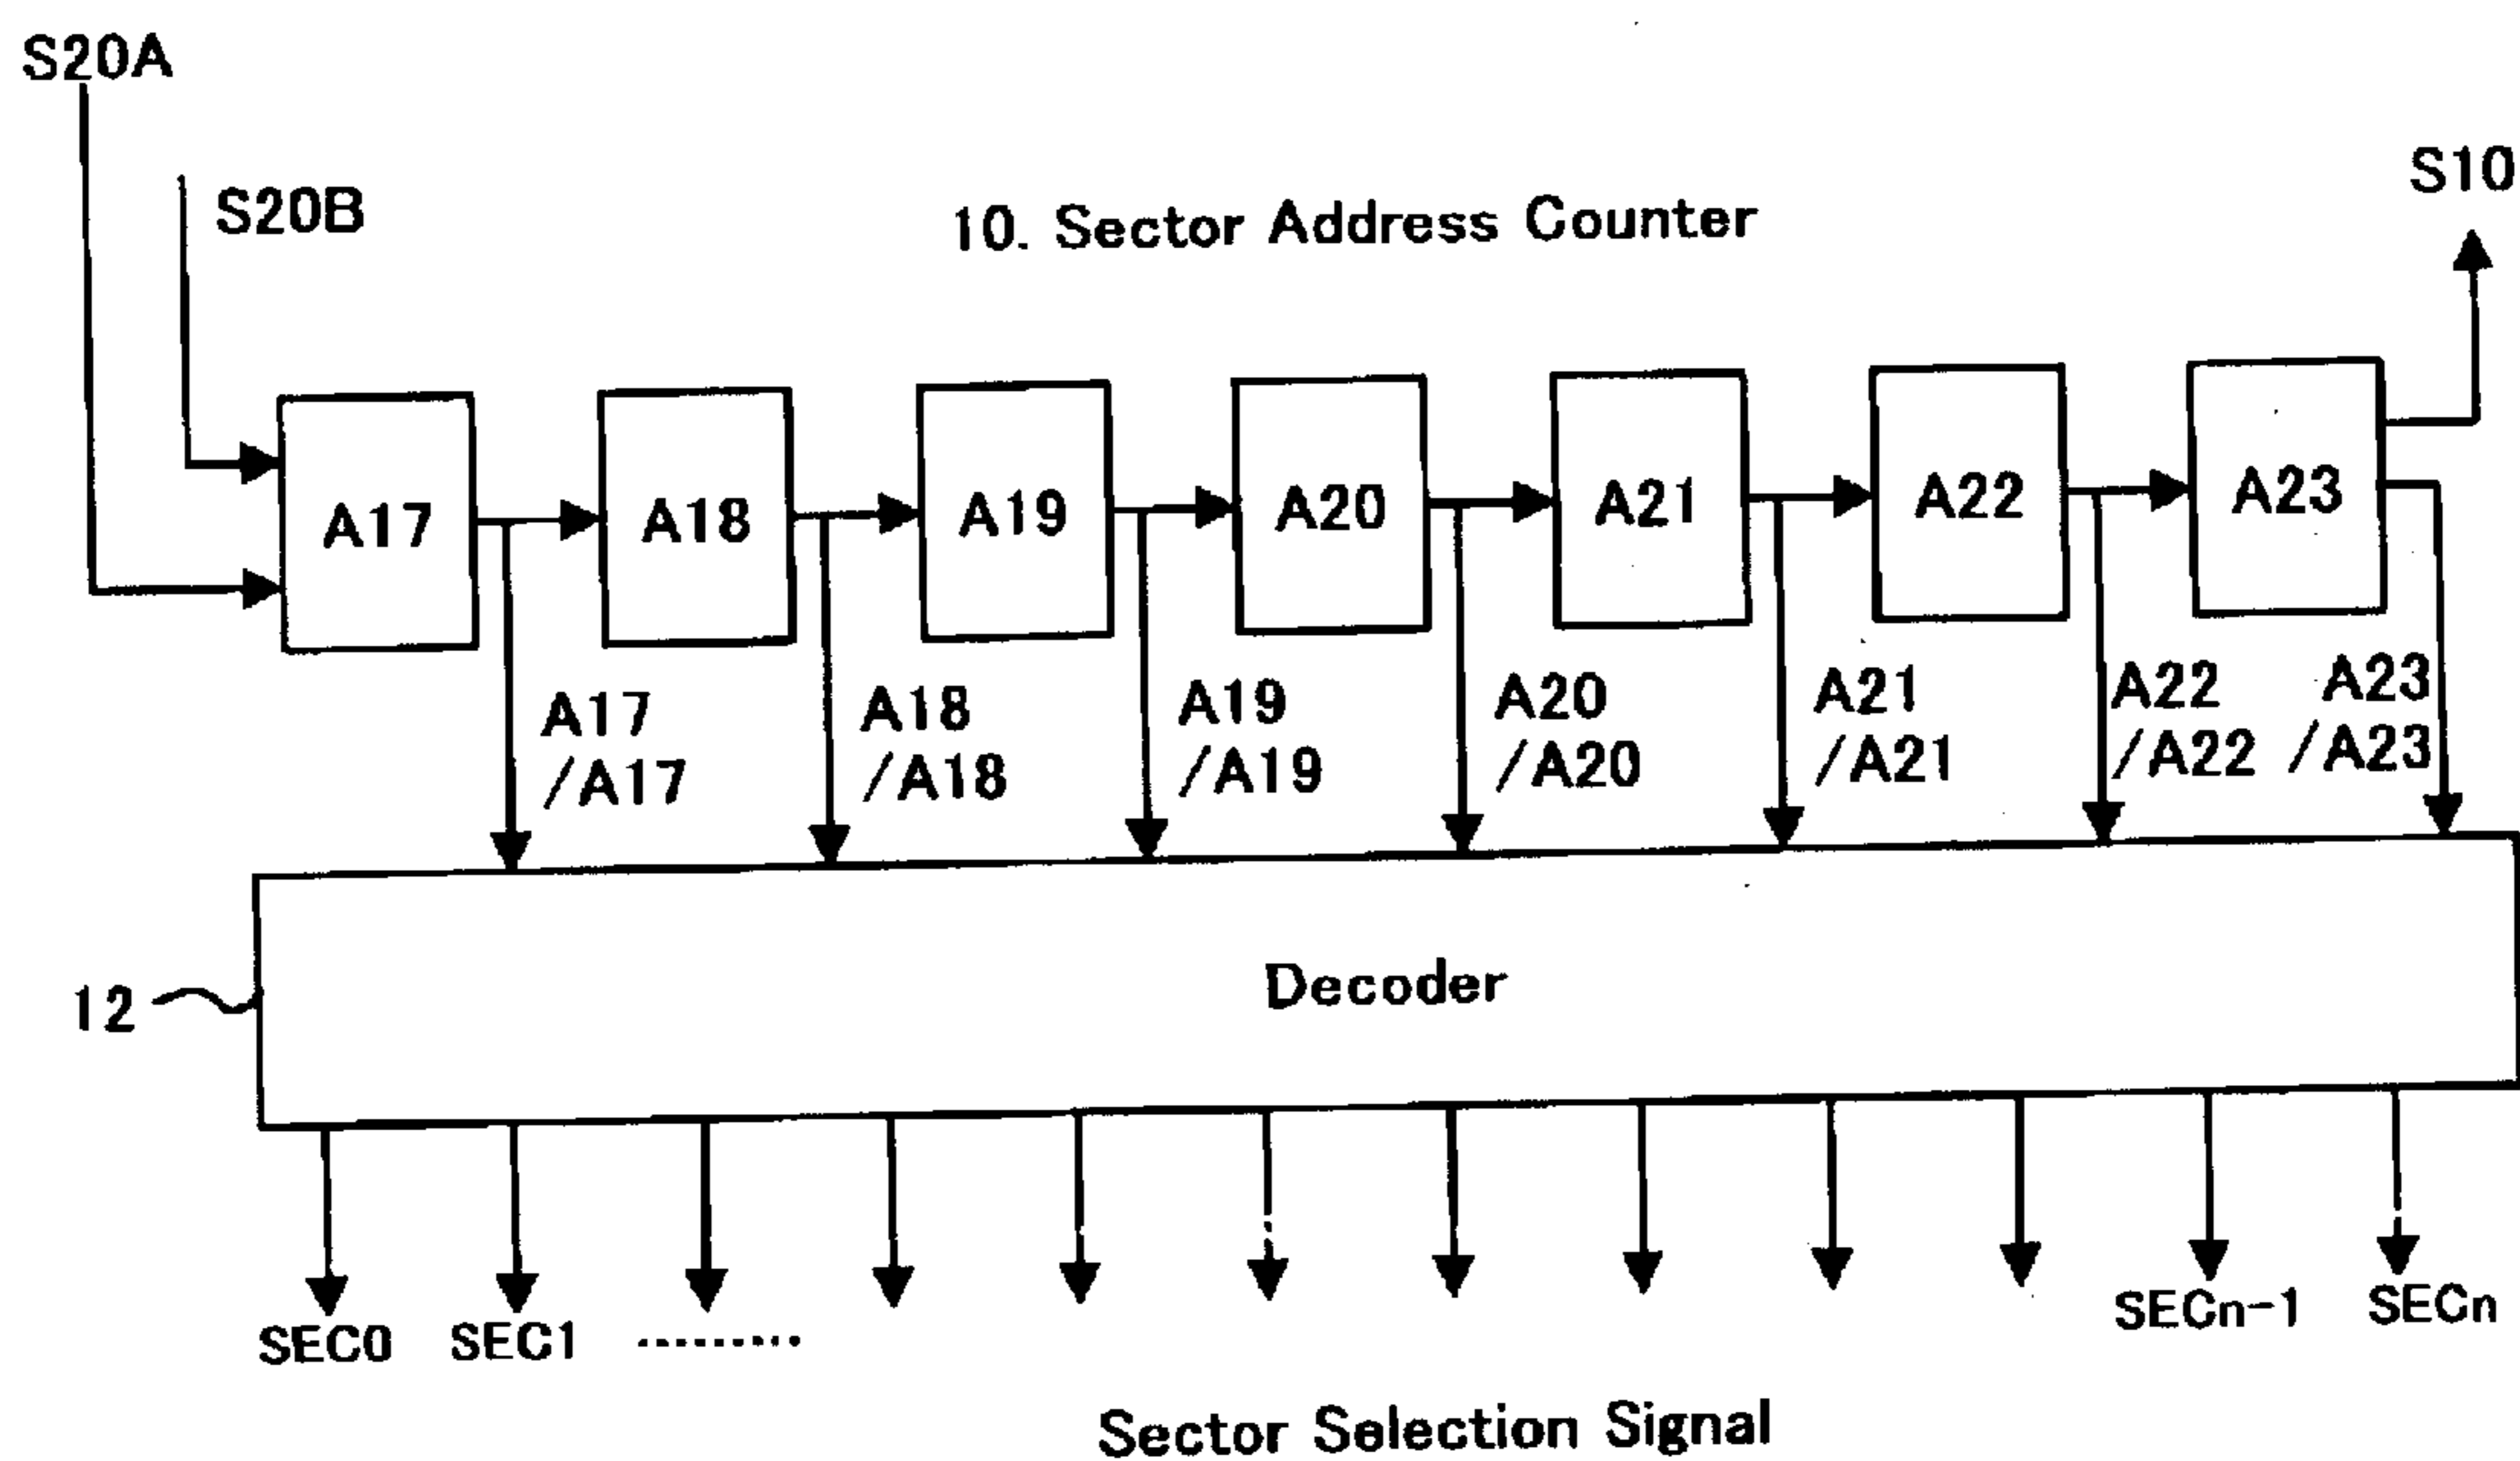 S20A
S20B
10. Sector Address Counter
S10
A17
A18
A19
A20
A21
A22
A23
A17
/A17
A18
/A18
A19
/A19
A20
/A20
A21
/A21
A22
/A22
A23
/A23
12
Decoder
SEC0
SEC1
.........
SECn-1
SECn
Sector Selection Signal